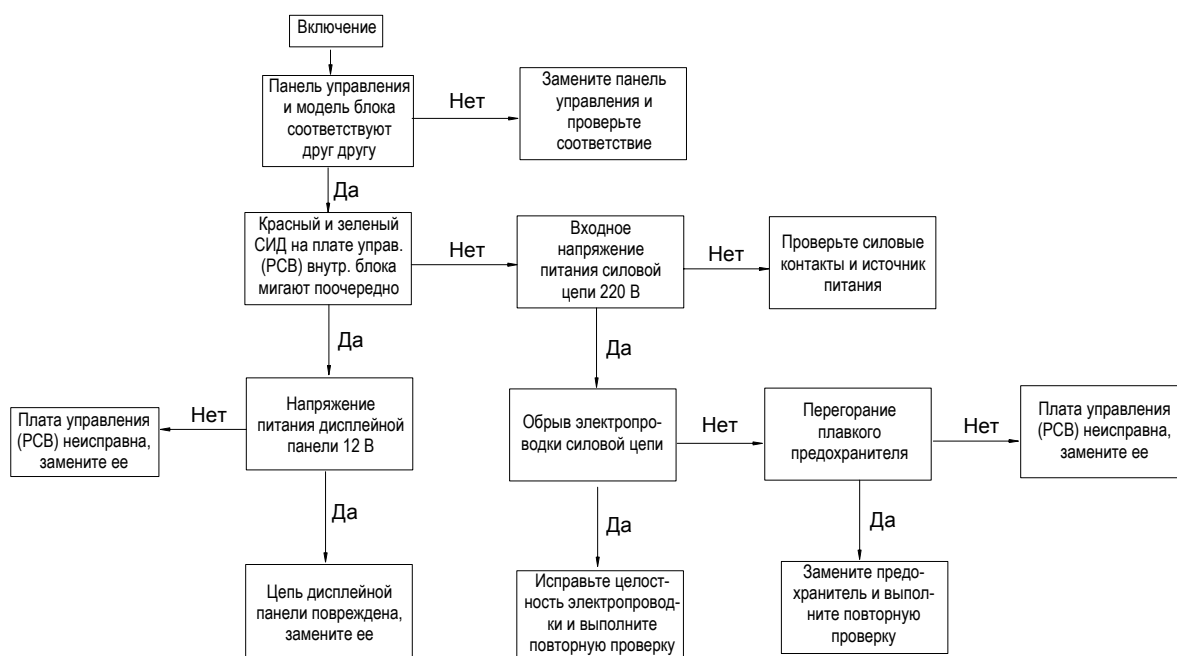 Включение
Панель управления
и модель блока
соответствуют
друг другу
Нет
Замените панель
управления и
проверьте
соответствие
Да
Красный и зеленый
СИД на плате управ.
(PCB) внутр. блока
мигают поочередно
Нет
Входное
напряжение
питания силовой
цепи 220 В
Нет
Проверьте силовые
контакты и источник
питания
Да
Да
Плата управления
(PCB) неисправна,
замените ее
Нет
Напряжение
питания дисплейной
панели 12 В
Обрыв электропро-
водки силовой цепи
Нет
Перегорание
плавкого
предохранителя
Нет
Плата управления
(PCB) неисправна,
замените ее
Да
Да
Да
Цепь дисплейной
панели повреждена,
замените ее
Исправьте целост-
ность электропровод-
ки и выполните
повторную проверку
Замените предо-
хранитель и выпол-
ните повторную
проверку